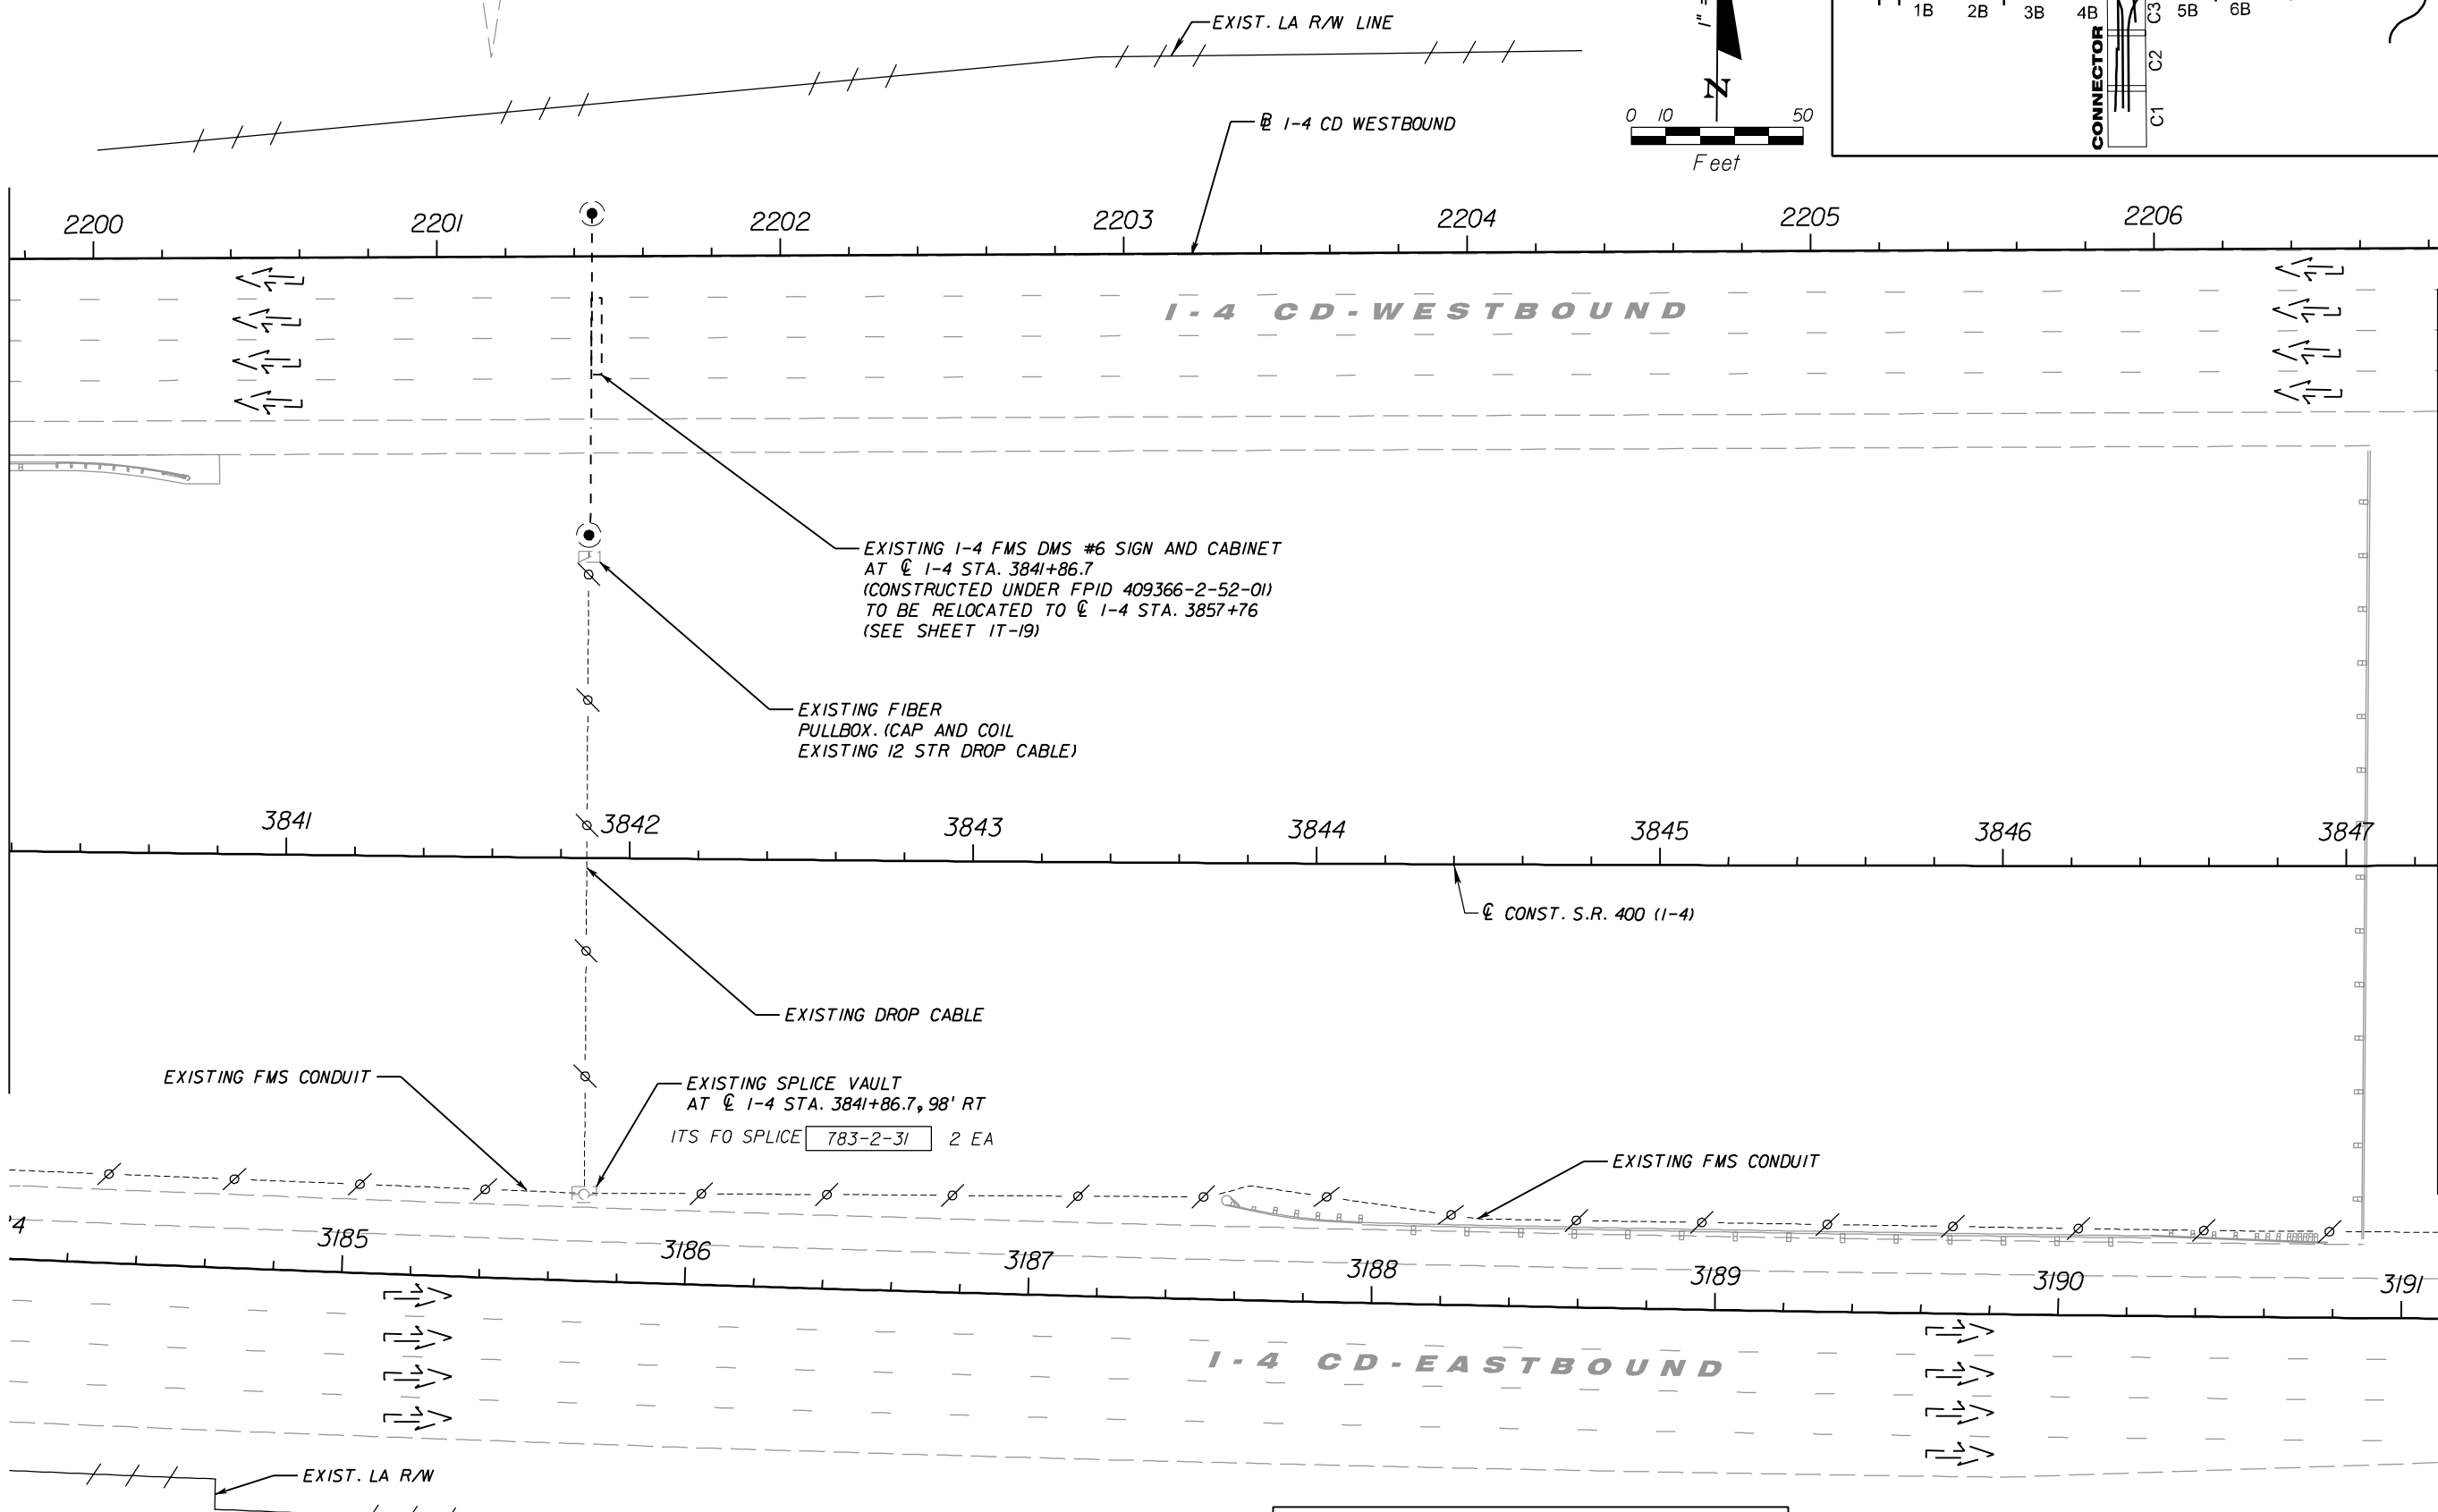 EXIST. LA R/W LINE
1" =
N
0 10 50
Feet
1B 2B 3B 4B 5B 6B
CONNECTOR
C1 C2 C3
℄ I-4 CD WESTBOUND
2200 2201 2202 2203 2204 2205 2206
I-4 CD-WESTBOUND
EXISTING I-4 FMS DMS #6 SIGN AND CABINET
AT ℄ I-4 STA. 3841+86.7
(CONSTRUCTED UNDER FPID 409366-2-52-01)
TO BE RELOCATED TO ℄ I-4 STA. 3857+76
(SEE SHEET IT-19)
EXISTING FIBER
PULLBOX. (CAP AND COIL
EXISTING 12 STR DROP CABLE)
3841 3842 3843 3844 3845 3846 3847
℄ CONST. S.R. 400 (I-4)
EXISTING DROP CABLE
EXISTING FMS CONDUIT
EXISTING SPLICE VAULT
AT ℄ I-4 STA. 3841+86.7, 98' RT
ITS FO SPLICE 783-2-31 2 EA
EXISTING FMS CONDUIT
3185 3186 3187 3188 3189 3190 3191
I-4 CD-EASTBOUND
EXIST. LA R/W